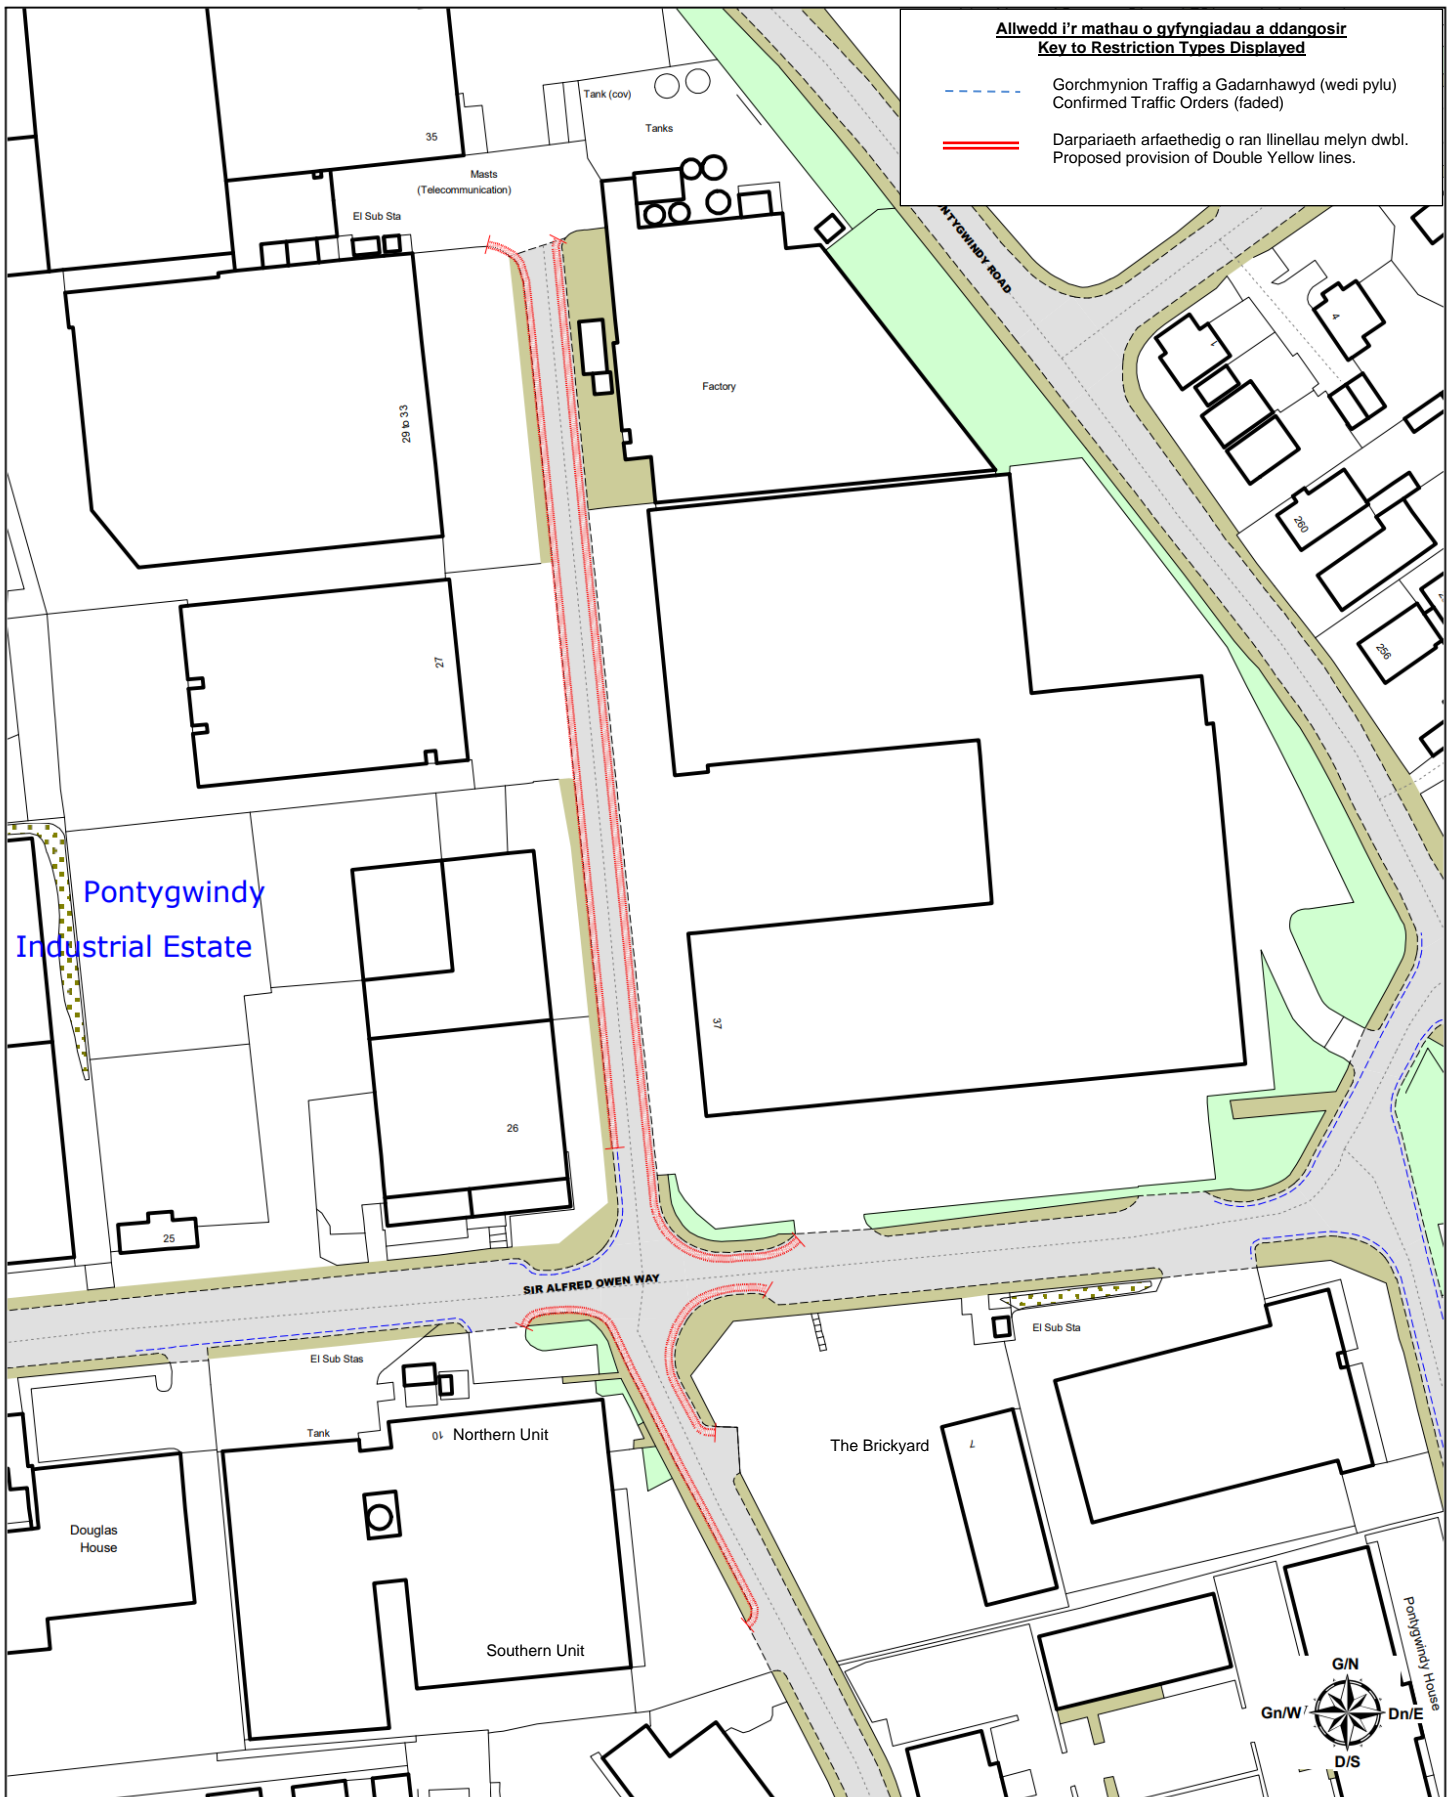 Allwedd i'r mathau o gyfyngiadau a ddangosir
Key to Restriction Types Displayed
Gorchmynion Traffig a Gadarnhawyd (wedi pylu)
Confirmed Traffic Orders (faded)
Darpariaeth arfaethedig o ran llinellau melyn dwbl.
Proposed provision of Double Yellow lines.
Tank (cov)
Tanks
35
Masts
(Telecommunication)
El Sub Sta
NTYGWINDY ROAD
4
1
Factory
29 to 33
260
27
256
Pontygwindy
Industrial Estate
37
26
25
SIR ALFRED OWEN WAY
El Sub Sta
El Sub Stas
Tank
10
Northern Unit
The Brickyard
7
Douglas
House
Southern Unit
Pontygwindy House
G/N
Gn/W
Dn/E
D/S